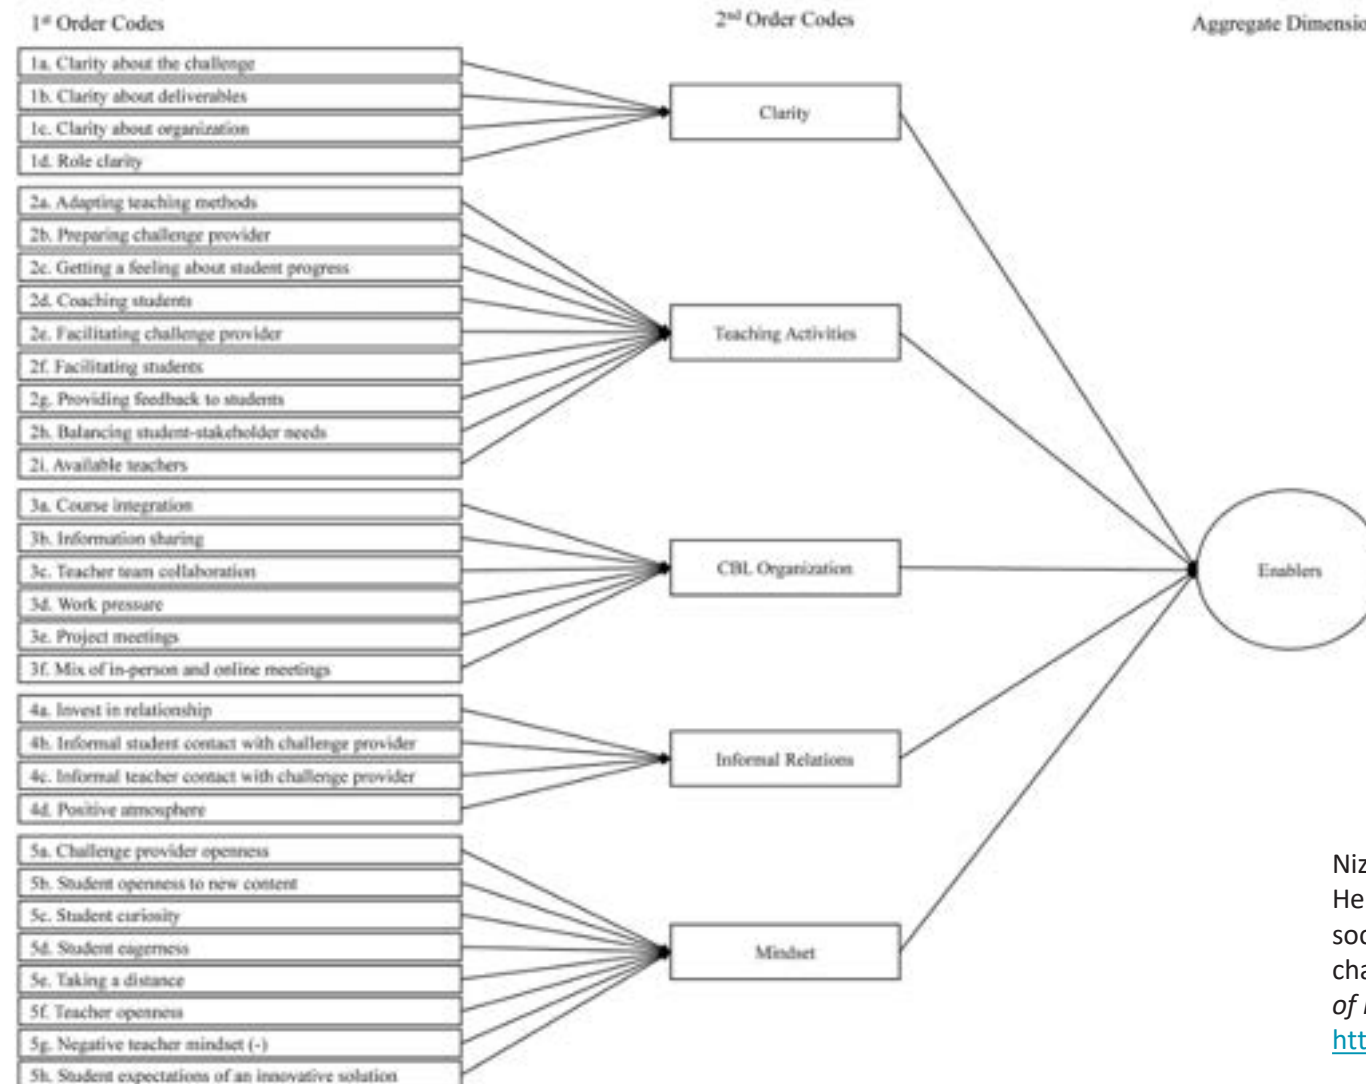 1st Order Codes
2nd Order Codes
Aggregate Dimensio
1a. Clarity about the challenge
1b. Clarity about deliverables
1c. Clarity about organization
1d. Role clarity
Clarity
2a. Adapting teaching methods
2b. Preparing challenge provider
2c. Getting a feeling about student progress
2d. Coaching students
2e. Facilitating challenge provider
2f. Facilitating students
2g. Providing feedback to students
2h. Balancing student-stakeholder needs
2i. Available teachers
Teaching Activities
3a. Course integration
3b. Information sharing
3c. Teacher team collaboration
3d. Work pressure
3e. Project meetings
3f. Mix of in-person and online meetings
CBL Organization
Enablers
4a. Invest in relationship
4b. Informal student contact with challenge provider
4c. Informal teacher contact with challenge provider
4d. Positive atmosphere
Informal Relations
5a. Challenge provider openness
5b. Student openness to new content
5c. Student curiosity
5d. Student eagerness
5e. Taking a distance
5f. Teacher openness
5g. Negative teacher mindset (-)
5h. Student expectations of an innovative solution
Mindset
Niz
He
soc
cha
of
htt